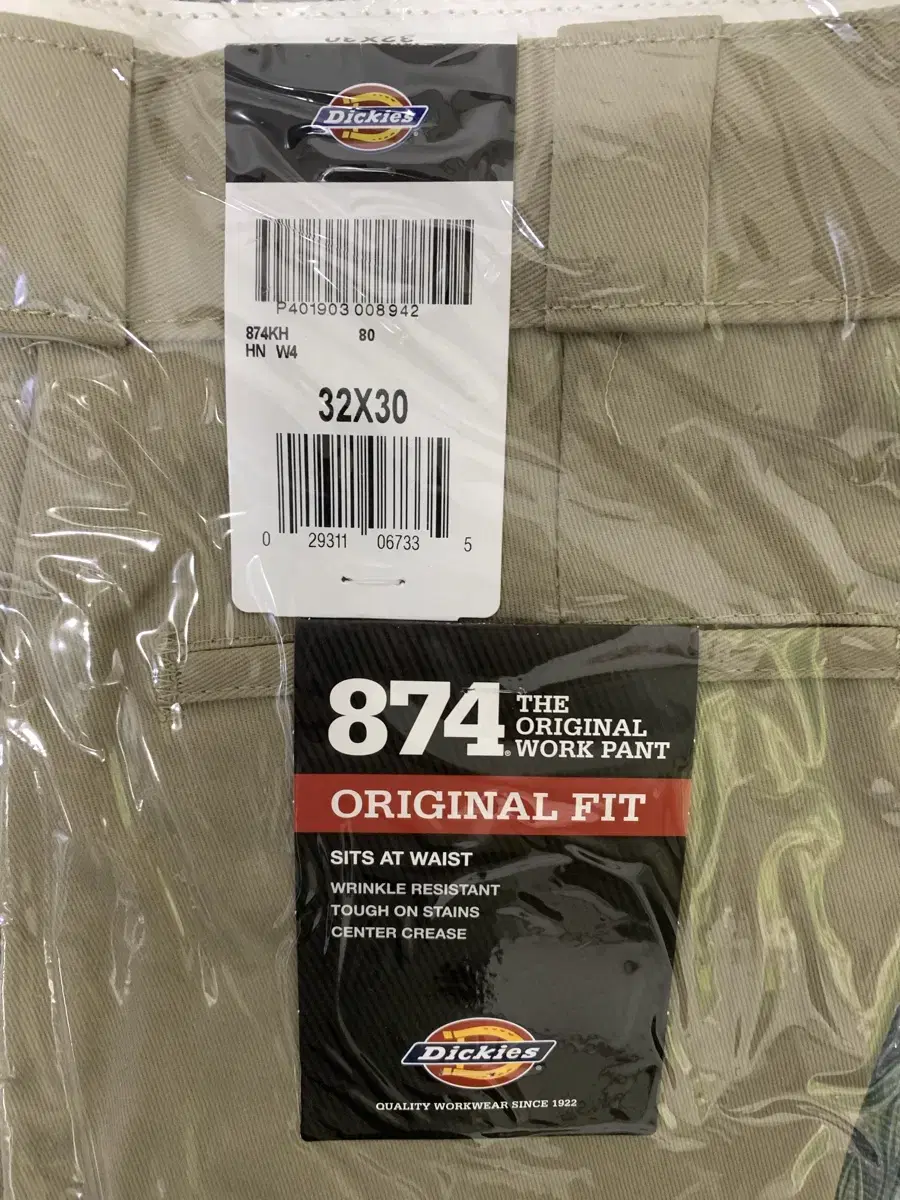 32X30
Dickies
P401903 008942
874KH 80
HN W4
32X30
0 29311 06733 5
874® THE
ORIGINAL
WORK PANT
ORIGINAL FIT
SITS AT WAIST
WRINKLE RESISTANT
TOUGH ON STAINS
CENTER CREASE
Dickies®
QUALITY WORKWEAR SINCE 1922